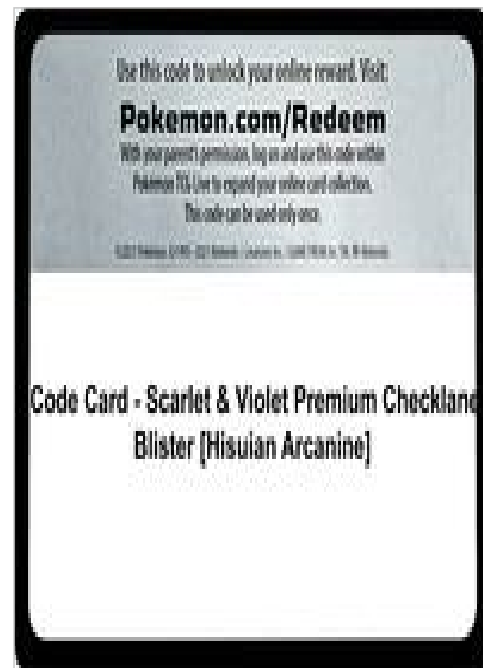 Use this code to unlock your online reward. Visit:
Pokemon.com/Redeem
With your parent's permission, log on and use this code within
Pokémon TCG Live to expand your online card collection.
This code can be used only once.
Code Card - Scarlet & Violet Premium Checklane
Blister [Hisuian Arcanine]